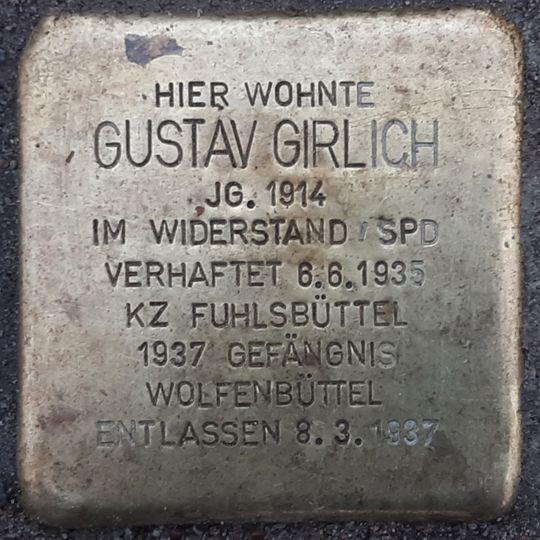 HIER WOHNTE
GUSTAV GIRLICH
JG. 1914
IM WIDERSTAND / SPD
VERHAFTET 6.6.1935
KZ FUHLSBÜTTEL
1937 GEFÄNGNIS
WOLFENBÜTTEL
ENTLASSEN 8.3.1937